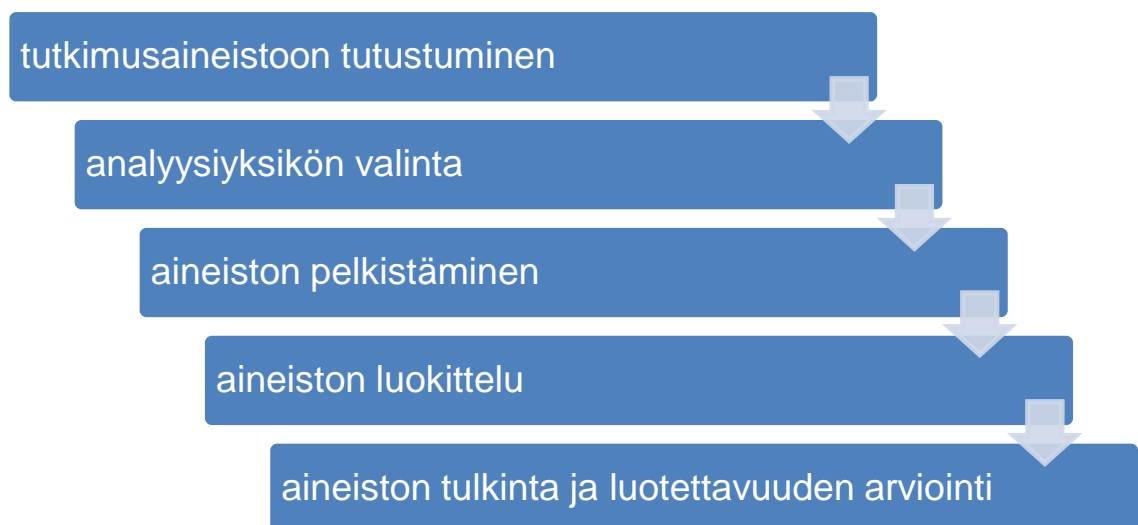 tutkimusaineistoon tutustuminen
analyysiyksikön valinta
aineiston pelkistäminen
aineiston luokittelu
aineiston tulkinta ja luotettavuuden arviointi